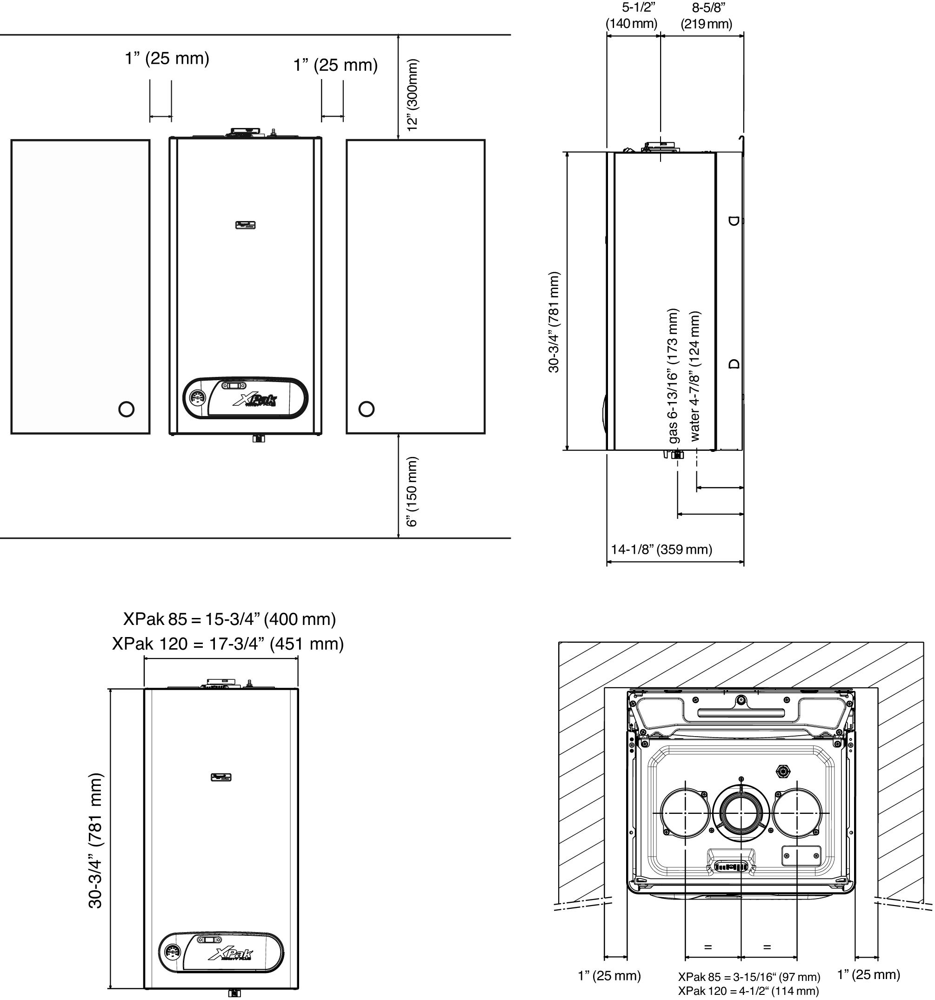 5-1/2” 8-5/8”
(140 mm) (219 mm)
1” (25 mm) 1” (25 mm)
12” (300mm)
XPak
NINETY PLUS
6” (150 mm)
30-3/4” (781 mm)
gas 6-13/16” (173 mm)
water 4-7/8” (124 mm)
14-1/8” (359 mm)
XPak 85 = 15-3/4” (400 mm)
XPak 120 = 17-3/4” (451 mm)
30-3/4” (781 mm)
XPak
NINETY PLUS
= =
1” (25 mm) XPak 85 = 3-15/16“ (97 mm) 1” (25 mm)
XPak 120 = 4-1/2“ (114 mm)